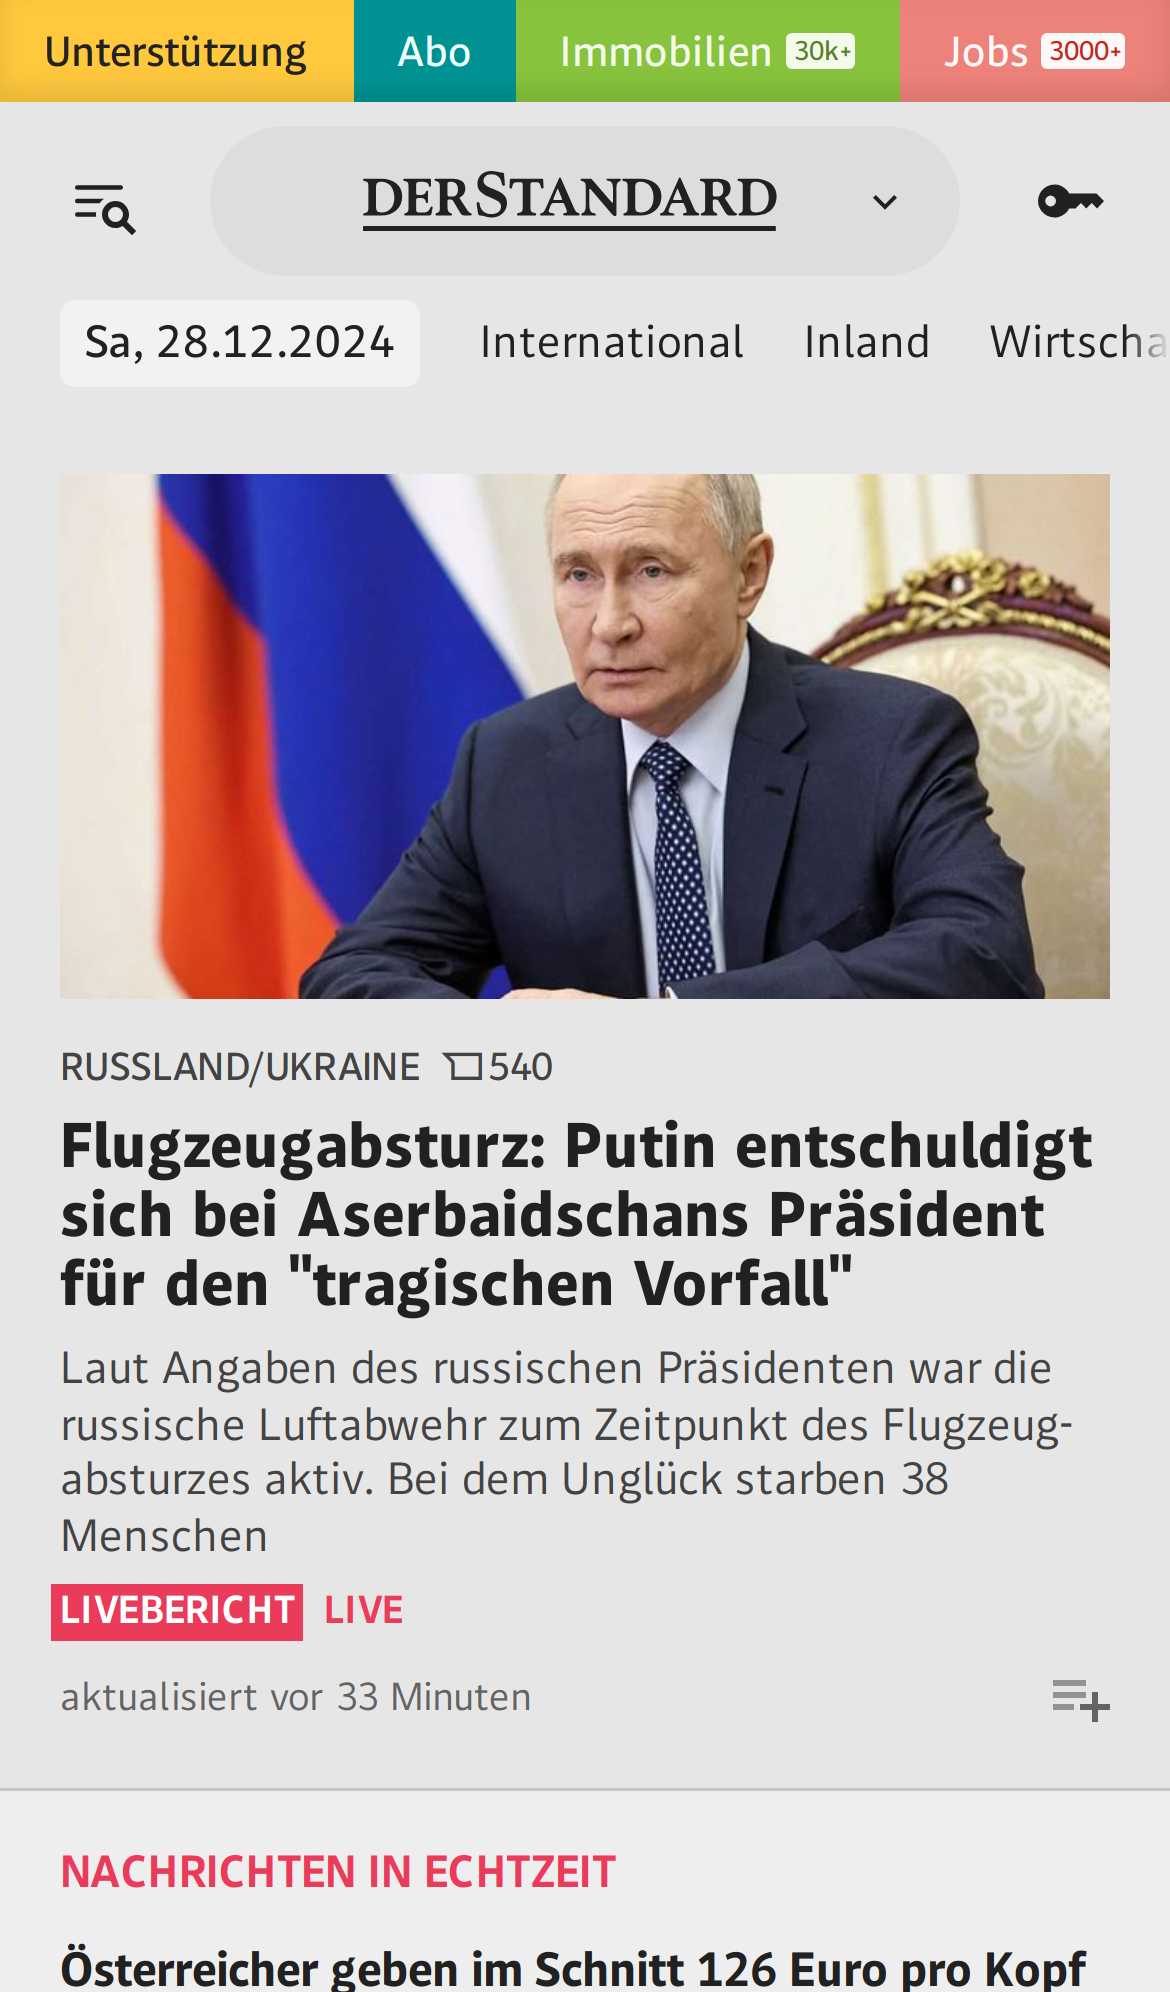 Unterstützung Abo Immobilien 30k+ Jobs 3000+
DERSTANDARD
Sa, 28.12.2024 International Inland Wirtscha
RUSSLAND/UKRAINE 540
Flugzeugabsturz: Putin entschuldigt
sich bei Aserbaidschans Präsident
für den "tragischen Vorfall"
Laut Angaben des russischen Präsidenten war die
russische Luftabwehr zum Zeitpunkt des Flugzeug-
absturzes aktiv. Bei dem Unglück starben 38
Menschen
LIVEBERICHT LIVE
aktualisiert vor 33 Minuten
NACHRICHTEN IN ECHTZEIT
Österreicher geben im Schnitt 126 Euro pro Kopf